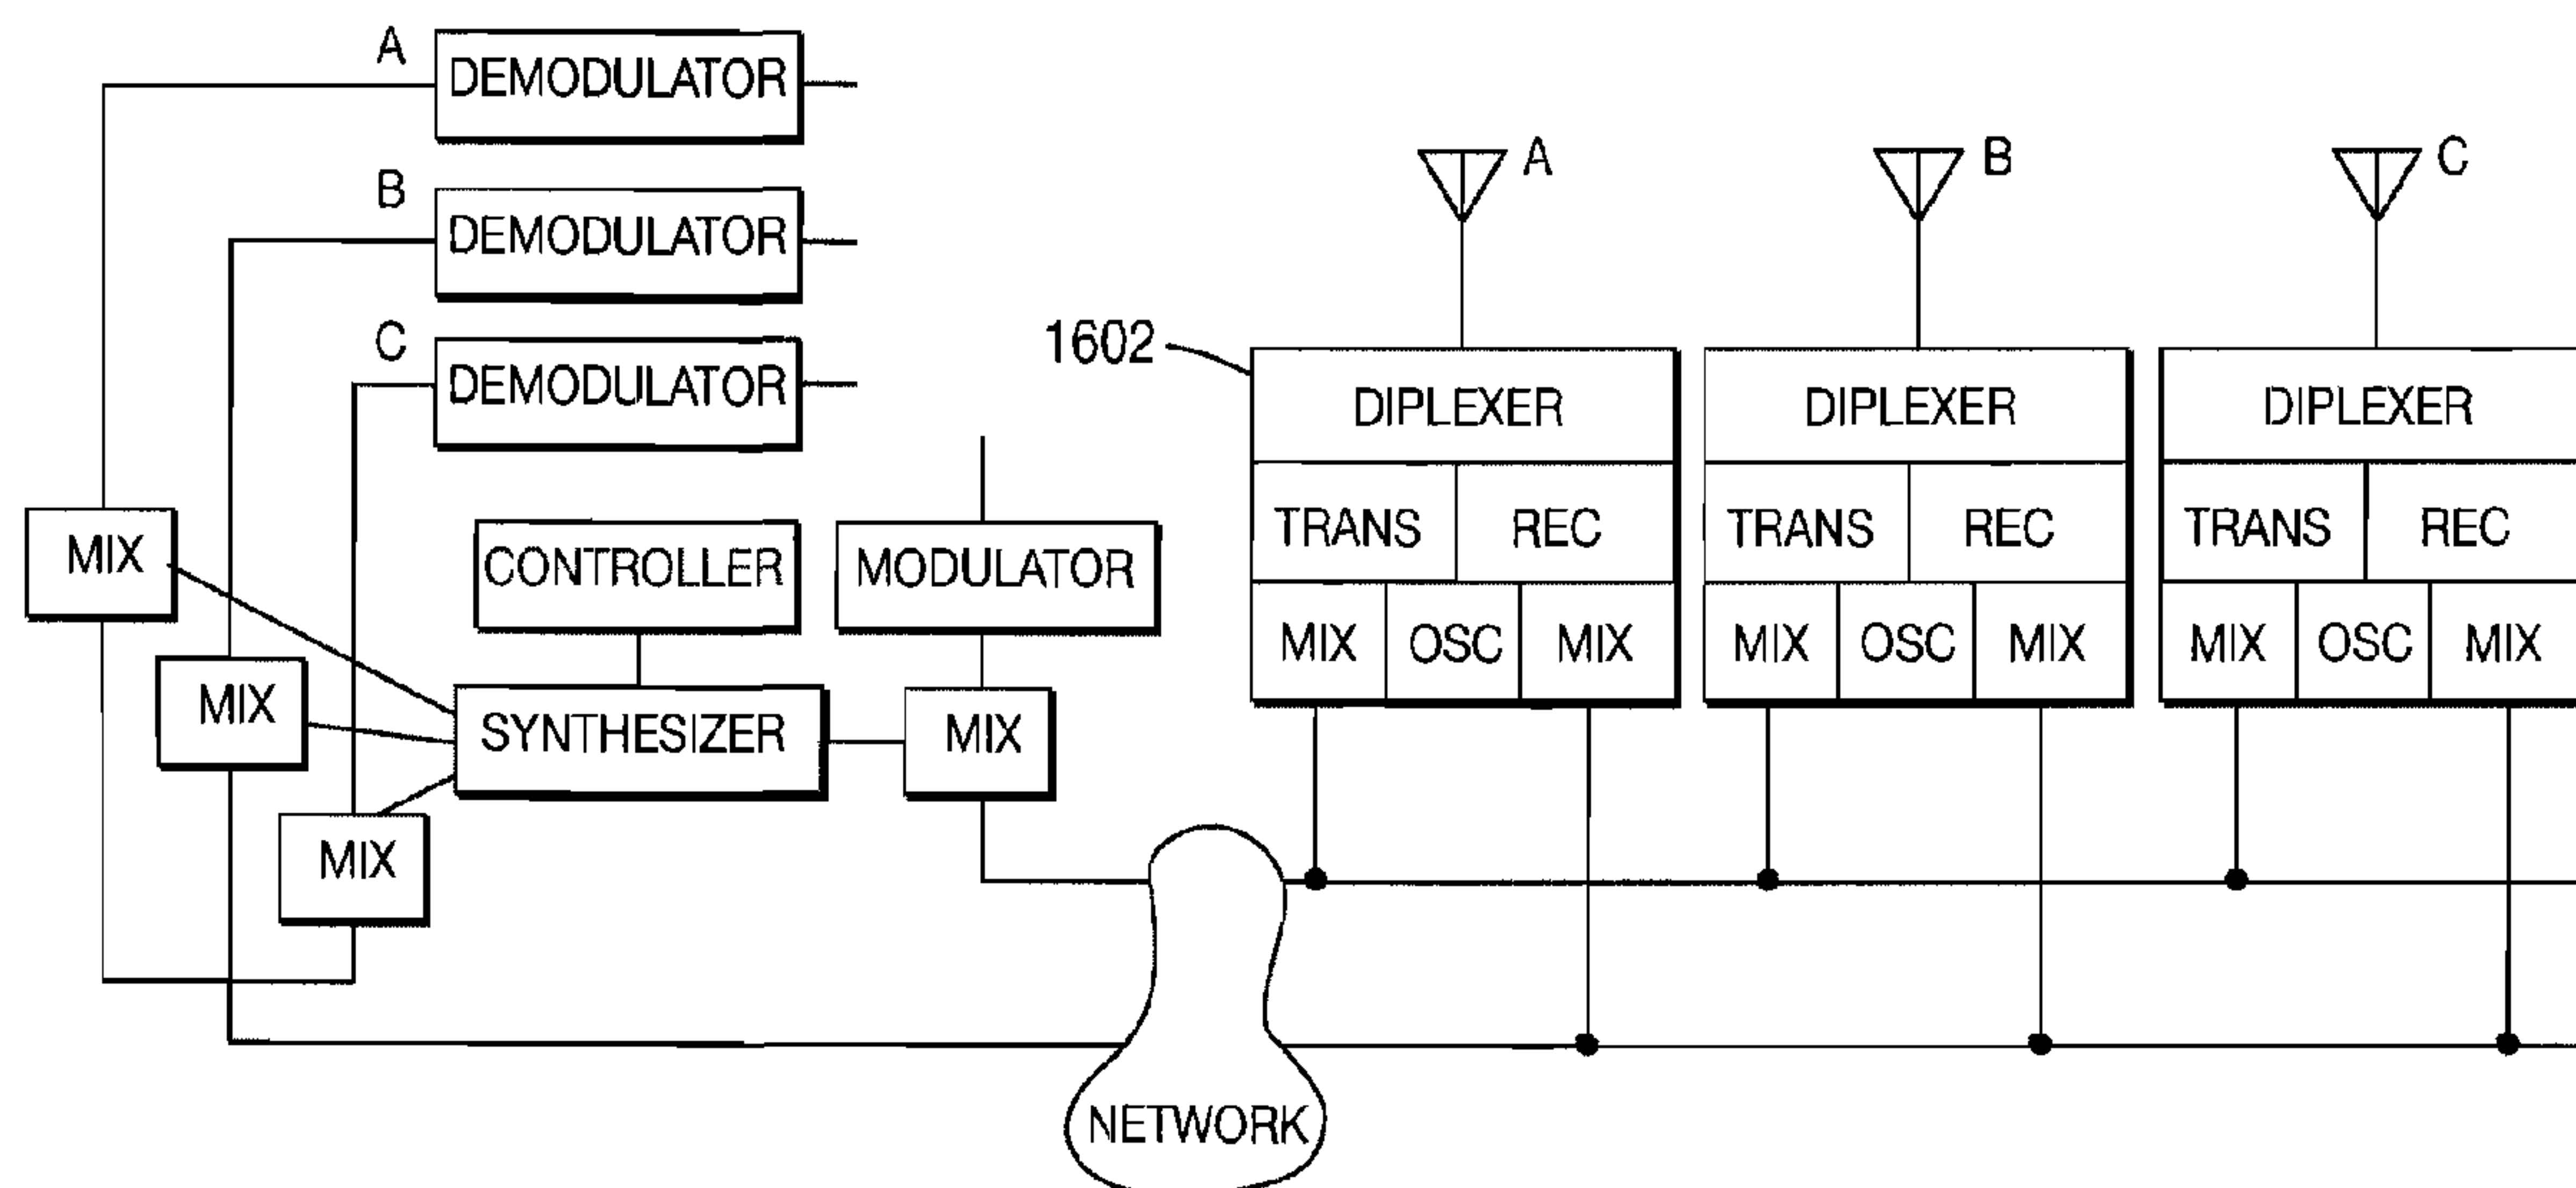 A
DEMODULATOR
B
DEMODULATOR
C
DEMODULATOR
MIX
MIX
MIX
CONTROLLER
SYNTHESIZER
MODULATOR
MIX
NETWORK
1602
A
DIPLEXER
TRANS REC
MIX OSC MIX
B
DIPLEXER
TRANS REC
MIX OSC MIX
C
DIPLEXER
TRANS REC
MIX OSC MIX